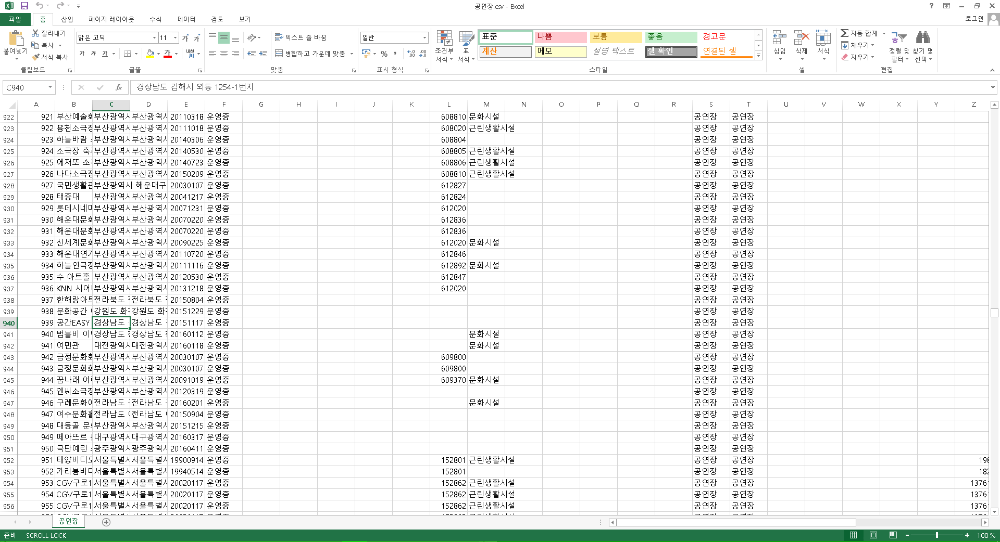 공연장.csv - Excel
파일 홈 삽입 페이지 레이아웃 수식 데이터 검토 보기 로그인
붙여넣기 잘라내기 복사 서식 복사 클립보드
맑은 고딕 11 가 가 가 가 가 가 내천 글꼴
텍스트 줄 바꿈 병합하고 가운데 맞춤 맞춤
일반 % 표시 형식
조건부 서식 표 서식
표준 나쁨 보통 좋음 경고문
계산 메모 설명 텍스트 셀 확인 연결된 셀
스타일
삽입 삭제 서식 셀
자동 합계 채우기 지우기 정렬 및 필터 찾기 및 선택 편집
C940 fx 경상남도 김해시 외동 1254-1번지
A B C D E F G H I J K L M N O P Q R S T U V W X Y Z
922 921 부산예술회 부산광역시 부산광역시 20110318 운영중 608810 문화시설 공연장 공연장
923 922 용천소극장 부산광역시 부산광역시 20111018 운영중 608020 근린생활시설 공연장 공연장
924 923 하늘바람 부산광역시 부산광역시 20140306 운영중 608804 공연장 공연장
925 924 소극장 축 부산광역시 부산광역시 20140530 운영중 608805 근린생활시설 공연장 공연장
926 925 에저또 소 부산광역시 부산광역시 20140723 운영중 608806 근린생활시설 공연장 공연장
927 926 나다소극장 부산광역시 부산광역시 20150209 운영중 608810 근린생활시설 공연장 공연장
928 927 국민생활관 부산광역시 해운대구 20030107 운영중 612827 공연장 공연장
929 928 태종대 부산광역시 부산광역시 20041217 운영중 612824 공연장 공연장
930 929 롯데시네마 부산광역시 부산광역시 20071231 운영중 612020 공연장 공연장
931 930 해운대문화 부산광역시 부산광역시 20070220 운영중 612836 공연장 공연장
932 931 해운대문화 부산광역시 부산광역시 20070220 운영중 612836 공연장 공연장
933 932 신세계문화 부산광역시 부산광역시 20090225 운영중 612020 문화시설 공연장 공연장
934 933 해운대연기 부산광역시 부산광역시 20110720 운영중 612846 공연장 공연장
935 934 하늘연극장 부산광역시 부산광역시 20111116 운영중 612892 문화시설 공연장 공연장
936 935 수 아트홀 부산광역시 부산광역시 20120530 운영중 612847 공연장 공연장
937 936 KNN 시어 부산광역시 부산광역시 20131218 운영중 612020 공연장 공연장
938 937 한해랑아트 전라북도 전라북도 20150804 운영중 공연장 공연장
939 938 문화공간 강원도 화 강원도 화 20151229 운영중 공연장 공연장
940 939 공간EASY 경상남도 경상남도 20151117 운영중 공연장 공연장
941 940 범블비 이 경상남도 경상남도 20160112 운영중 문화시설 공연장 공연장
942 941 여민관 대전광역시 대전광역시 20160118 운영중 문화시설 공연장 공연장
943 942 금정문화회 부산광역시 부산광역시 20030107 운영중 609800 공연장 공연장
944 943 금정문화회 부산광역시 부산광역시 20030107 운영중 609800 공연장 공연장
945 944 꿈나래 어 부산광역시 부산광역시 20091019 운영중 609370 문화시설 공연장 공연장
946 945 엔씨소극장 부산광역시 부산광역시 20120319 운영중 공연장 공연장
947 946 구례문화예 전라남도 전라남도 20160201 운영중 문화시설 공연장 공연장
948 947 여수문화홀 전라남도 전라남도 20150904 운영중 공연장 공연장
949 948 대동골 문 부산광역시 부산광역시 20151215 운영중 공연장 공연장
950 949 떼아뜨르 대구광역시 대구광역시 20160317 운영중 공연장 공연장
951 950 극단예린 광주광역시 광주광역시 20160411 운영중 공연장 공연장
952 951 태양비디오 서울특별시 서울특별시 19900914 운영중 152801 근린생활시설 공연장 공연장 198
953 952 가리봉비디 서울특별시 서울특별시 19940514 운영중 152801 공연장 공연장 182
954 953 CGV구로1 서울특별시 서울특별시 20020117 운영중 152862 근린생활시설 공연장 공연장 1376
955 954 CGV구로1 서울특별시 서울특별시 20020117 운영중 152862 근린생활시설 공연장 공연장 1376
956 955 CGV구로1 서울특별시 서울특별시 20020117 운영중 152862 근린생활시설 공연장 공연장 1376
공연장
준비 SCROLL LOCK 100 %